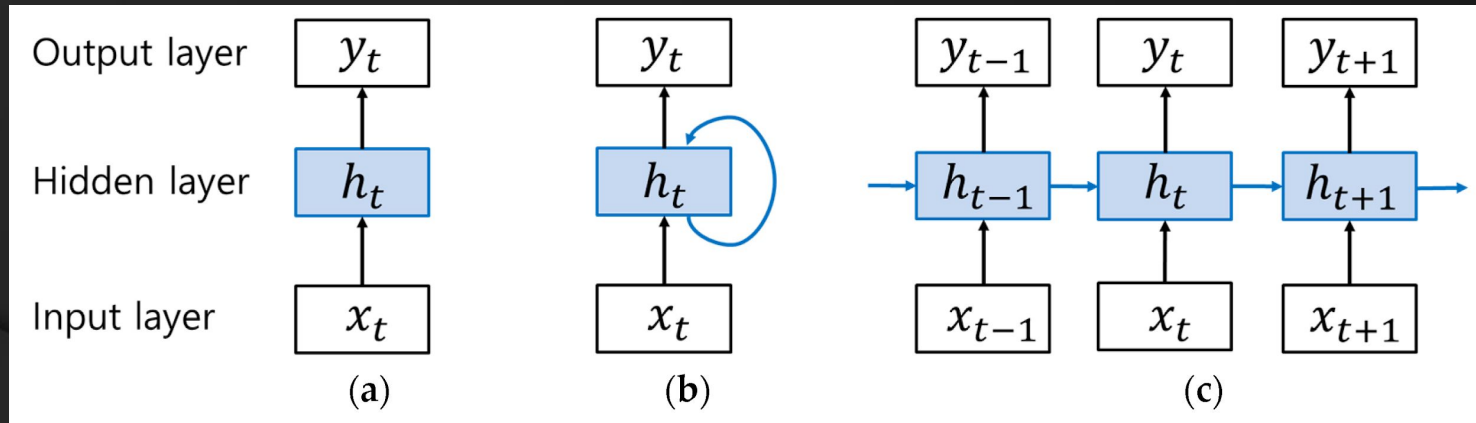 Output layer y_t y_t y_{t-1} y_t y_{t+1}
Hidden layer h_t h_t h_{t-1} h_t h_{t+1}
Input layer x_t x_t x_{t-1} x_t x_{t+1}
(a) (b) (c)